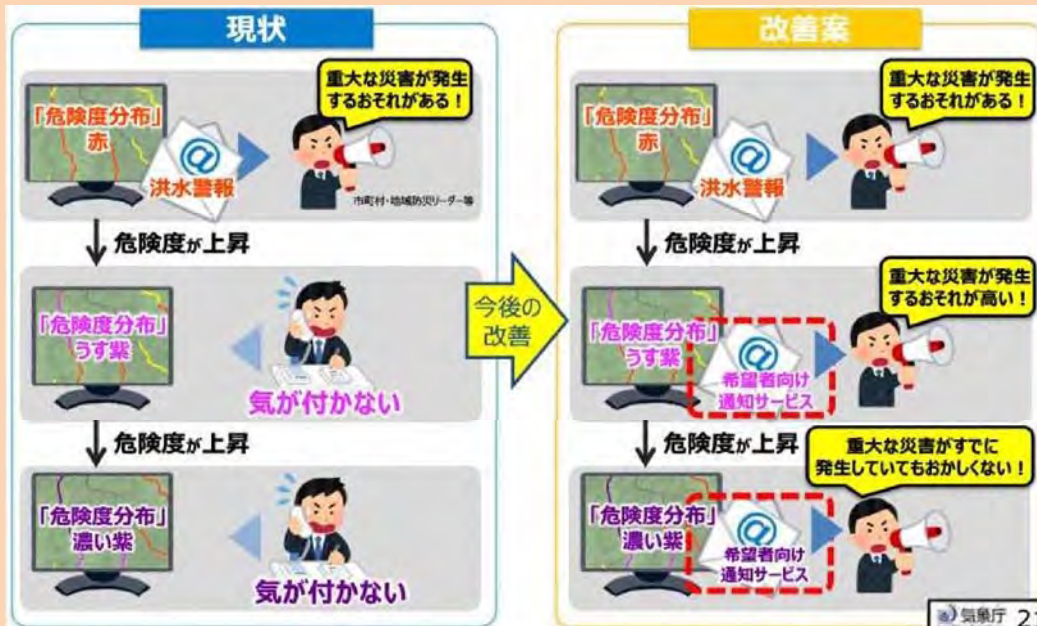 現状
「危険度分布」
赤
@
洪水警報
重大な災害が発生
するおそれがある！
市町村・地域防災リーダー等
危険度が上昇
「危険度分布」
うす紫
気が付かない
危険度が上昇
「危険度分布」
濃い紫
気が付かない
今後の
改善
改善案
「危険度分布」
赤
@
洪水警報
重大な災害が発生
するおそれがある！
危険度が上昇
「危険度分布」
うす紫
@
希望者向け
通知サービス
重大な災害が発生
するおそれが高い！
危険度が上昇
「危険度分布」
濃い紫
@
希望者向け
通知サービス
重大な災害がすでに
発生していてもおかしくない！
気象庁